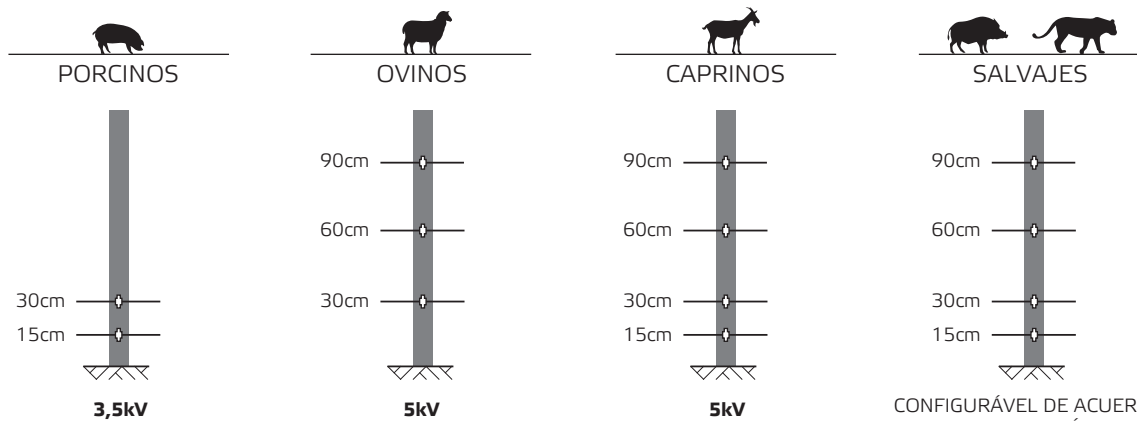 PORCINOS
30cm
15cm
3,5kV
OVINOS
90cm
60cm
30cm
5kV
CAPRINOS
90cm
60cm
30cm
15cm
5kV
SALVAJES
90cm
60cm
30cm
15cm
CONFIGURÁVEL DE ACUER